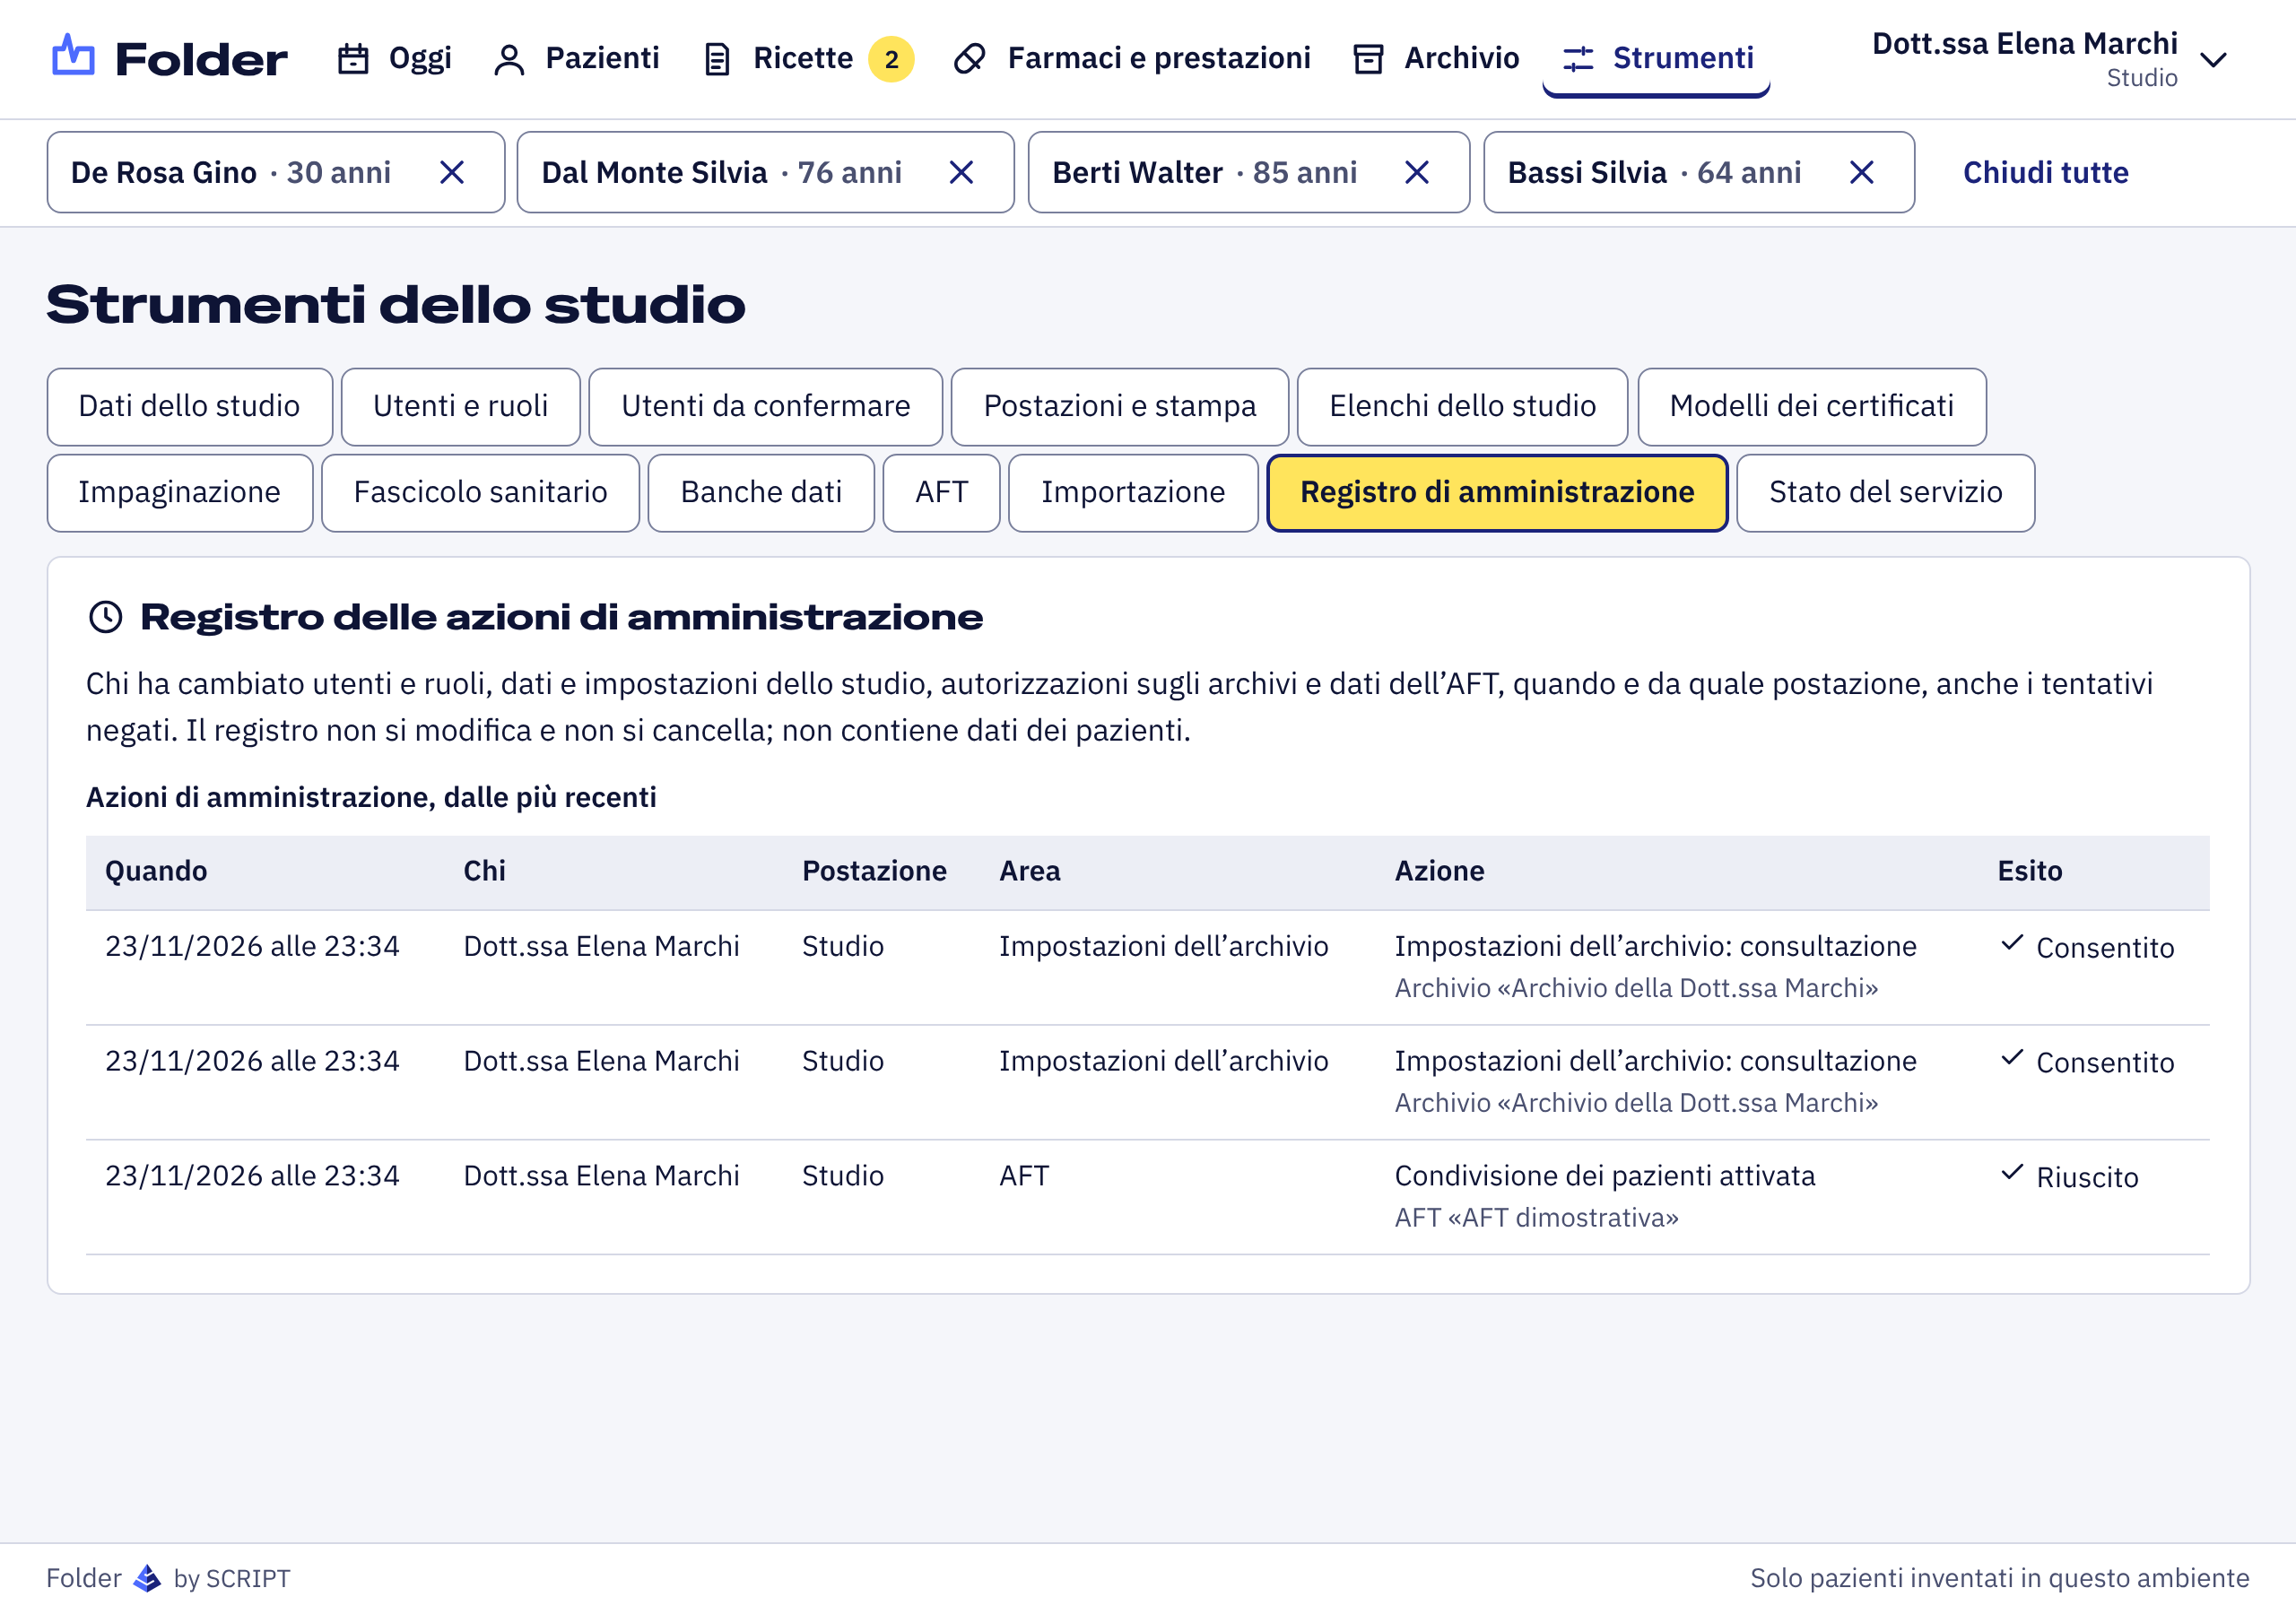 Folder Oggi Pazienti Ricette 2 Farmaci e prestazioni Archivio Strumenti Dott.ssa Elena Marchi
Studio
De Rosa Gino · 30 anni Dal Monte Silvia · 76 anni Berti Walter · 85 anni Bassi Silvia · 64 anni Chiudi tutte
Strumenti dello studio
Dati dello studio Utenti e ruoli Utenti da confermare Postazioni e stampa Elenchi dello studio Modelli dei certificati
Impaginazione Fascicolo sanitario Banche dati AFT Importazione Registro di amministrazione Stato del servizio
Registro delle azioni di amministrazione
Chi ha cambiato utenti e ruoli, dati e impostazioni dello studio, autorizzazioni sugli archivi e dati dell’AFT, quando e da quale postazione, anche i tentativi
negati. Il registro non si modifica e non si cancella; non contiene dati dei pazienti.
Azioni di amministrazione, dalle più recenti
Quando Chi Postazione Area Azione Esito
23/11/2026 alle 23:34 Dott.ssa Elena Marchi Studio Impostazioni dell’archivio Impostazioni dell’archivio: consultazione Consentito
Archivio «Archivio della Dott.ssa Marchi»
23/11/2026 alle 23:34 Dott.ssa Elena Marchi Studio Impostazioni dell’archivio Impostazioni dell’archivio: consultazione Consentito
Archivio «Archivio della Dott.ssa Marchi»
23/11/2026 alle 23:34 Dott.ssa Elena Marchi Studio AFT Condivisione dei pazienti attivata Riuscito
AFT «AFT dimostrativa»
Folder by SCRIPT Solo pazienti inventati in questo ambiente